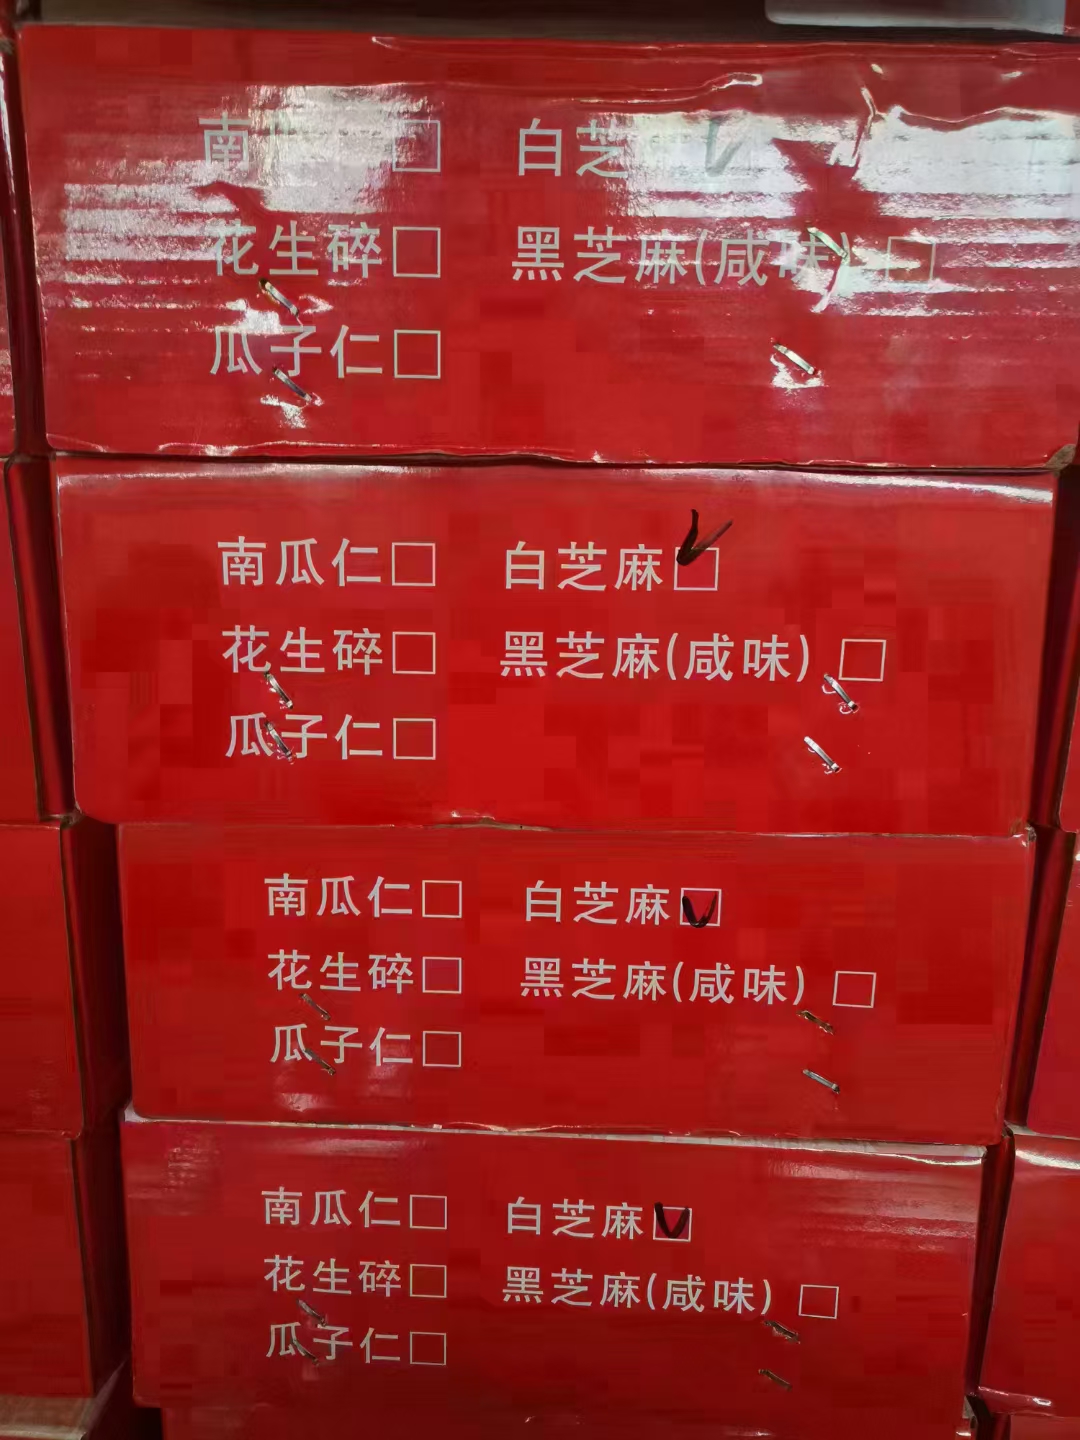 南 □ 白芝
花生碎□ 黑芝麻(咸味) □
瓜子仁□
南瓜仁□ 白芝麻☑
花生碎□ 黑芝麻(咸味) □
瓜子仁□
南瓜仁□ 白芝麻☑
花生碎□ 黑芝麻(咸味) □
瓜子仁□
南瓜仁□ 白芝麻☑
花生碎□ 黑芝麻(咸味) □
瓜子仁□